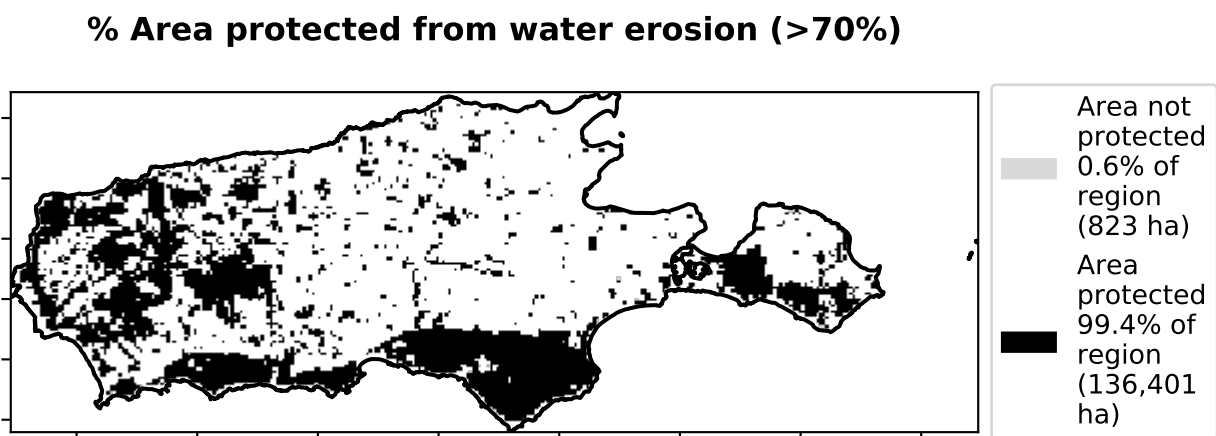 % Area protected from water erosion (>70%)
Area not
protected
0.6% of
region
(823 ha)
Area
protected
99.4% of
region
(136,401
ha)